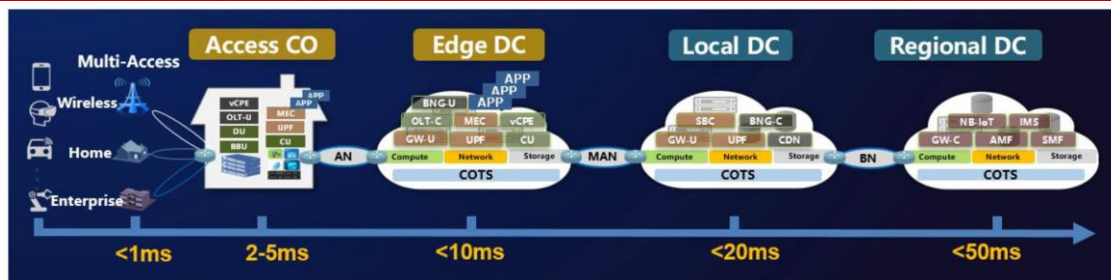 Access CO
Edge DC
Local DC
Regional DC
Multi-Access
Wireless
Home
Enterprise
APP
APP
vCPE
OLT-U
DU
BBU
MEC
UPF
CU
AN
APP
APP
APP
BNG-U
OLT-C MEC vCPE
GW-U UPF CU
Compute Network Storage
COTS
MAN
SBC BNG-C
GW-U UPF CDN
Compute Network Storage
COTS
BN
NB-IoT IMS
GW-C AMF SMF
Compute Network Storage
COTS
<1ms 2-5ms <10ms <20ms <50ms